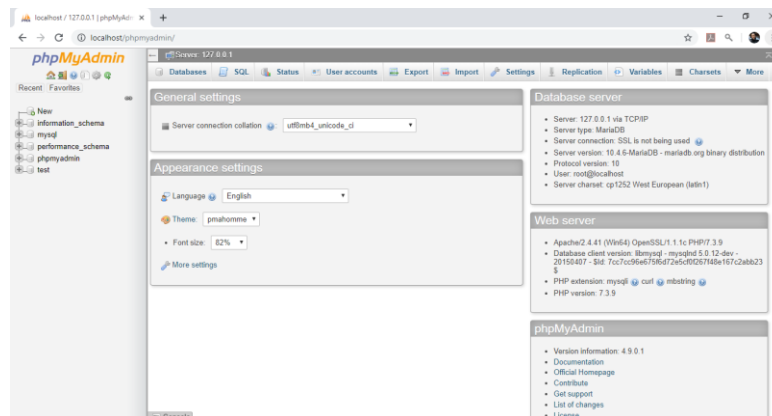 localhost / 127.0.0.1 | phpMyAdm
localhost/phpmyadmin/
phpMyAdmin
Recent Favorites
New
information_schema
mysql
performance_schema
phpmyadmin
test
Server: 127.0.0.1
Databases SQL Status User accounts Export Import Settings Replication Variables Charsets More
General settings
Server connection collation utf8mb4_unicode_ci
Appearance settings
Language English
Theme: pmahomme
Font size: 82%
More settings
Database server
Server: 127.0.0.1 via TCP/IP
Server type: MariaDB
Server connection: SSL is not being used
Server version: 10.4.6-MariaDB - mariadb.org binary distribution
Protocol version: 10
User: root@localhost
Server charset: cp1252 West European (latin1)
Web server
Apache/2.4.41 (Win64) OpenSSL/1.1.1c PHP/7.3.9
Database client version: libmysql - mysqlnd 5.0.12-dev -
20150407 - $Id: 7cc7cc96e675f6d72e5cf0f267f48e167c2abb23
$
PHP extension: mysqli curl mbstring
PHP version: 7.3.9
phpMyAdmin
Version information: 4.9.0.1
Documentation
Official Homepage
Contribute
Get support
List of changes
License
Console